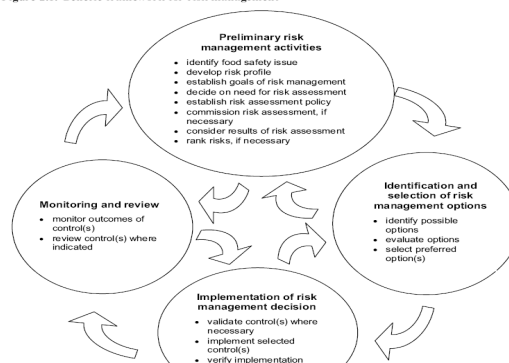 Preliminary risk
management activities
• identify food safety issue
• develop risk profile
• establish goals of risk management
• decide on need for risk assessment
• establish risk assessment policy
• commission risk assessment, if
necessary
• consider results of risk assessment
• rank risks, if necessary
Identification and
selection of risk
management options
• identify possible
options
• evaluate options
• select preferred
option(s)
Monitoring and review
• monitor outcomes of
control(s)
• review control(s) where
indicated
Implementation of risk
management decision
• validate control(s) where
necessary
• implement selected
control(s)
• verify implementation